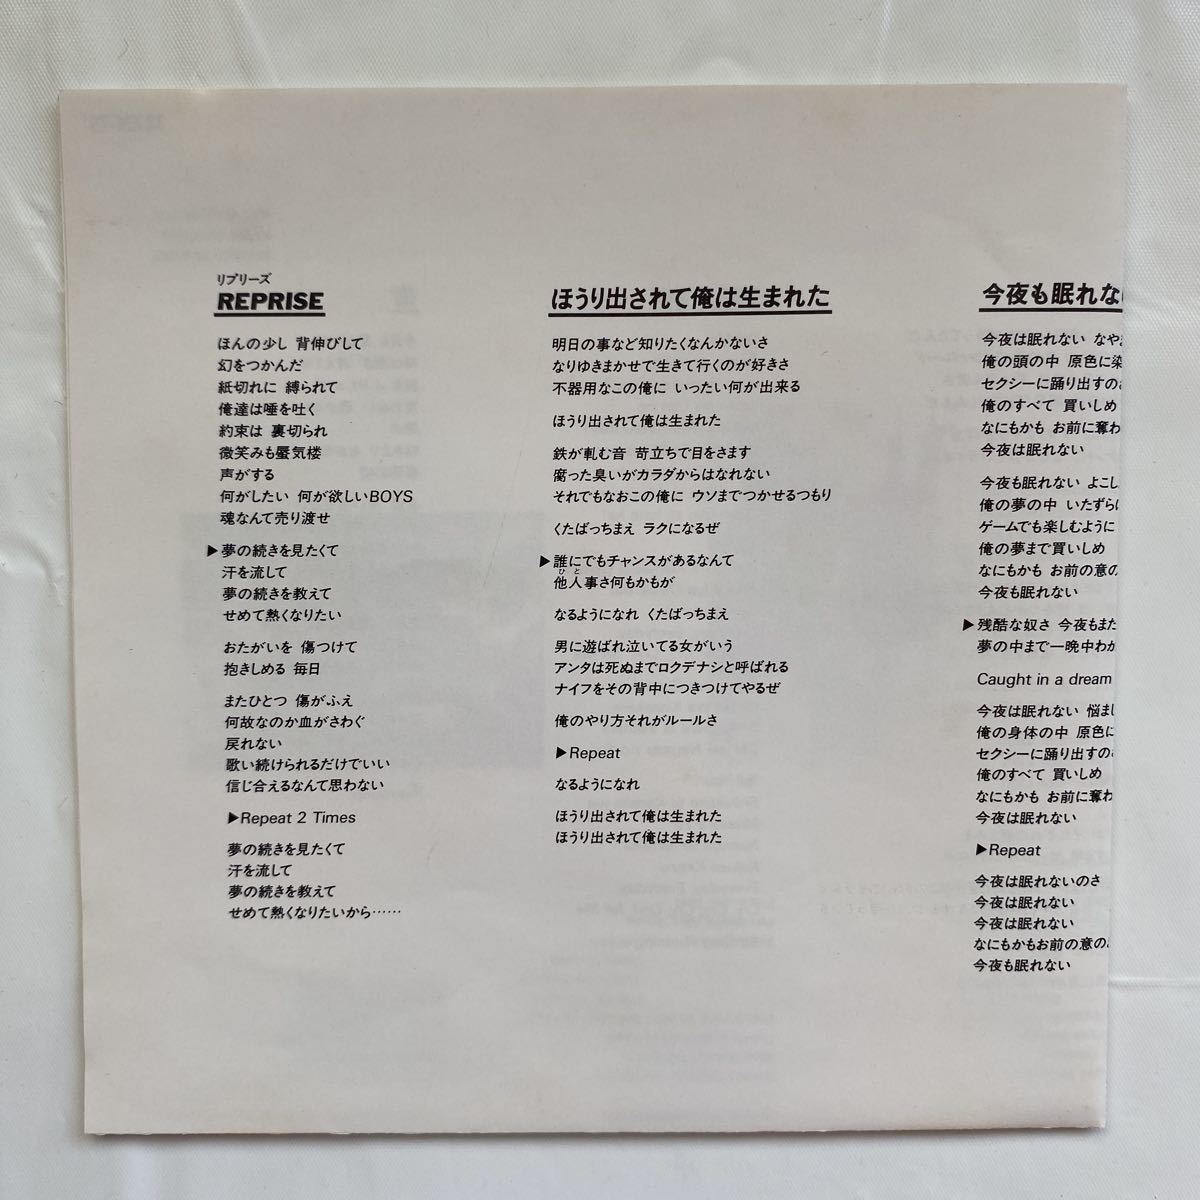 リプリーズ
REPRISE
ほんの少し 背伸びして
幻をつかんだ
紙切れに 縛られて
俺達は唾を吐く
約束は 裏切られ
微笑みも蜃気楼
声がする
何がしたい 何が欲しいBOYS
魂なんて売り渡せ
▶夢の続きを見たくて
汗を流して
夢の続きを教えて
せめて熱くなりたい
おたがいを 傷つけて
抱きしめる 毎日
またひとつ 傷がふえ
何故なのか血がさわぐ
戻れない
歌い続けられるだけでいい
信じ合えるなんて思わない
▶Repeat 2 Times
夢の続きを見たくて
汗を流して
夢の続きを教えて
せめて熱くなりたいから……
ほうり出されて俺は生まれた
明日の事など知りたくなんかないさ
なりゆきまかせで生きて行くのが好きさ
不器用なこの俺に いったい何が出来る
ほうり出されて俺は生まれた
鉄が軋む音 苛立ちで目をさます
腐った臭いがカラダからはなれない
それでもなおこの俺に ウソまでつかせるつもり
くたばっちまえ ラクになるぜ
▶誰にでもチャンスがあるなんて
ひと
他人事さ何もかもが
なるようになれ くたばっちまえ
男に遊ばれ泣いてる女がいう
アンタは死ぬまでロクデナシと呼ばれる
ナイフをその背中につきつけてやるぜ
俺のやり方それがルールさ
▶Repeat
なるようになれ
ほうり出されて俺は生まれた
ほうり出されて俺は生まれた
今夜も眠れな
今夜は眠れない なや
俺の頭の中 原色に染
セクシーに踊り出すの
俺のすべて 買いしめ
なにもかも お前に奪わ
今夜は眠れない
今夜も眠れない よこし
俺の夢の中 いたずら
ゲームでも楽しむように
俺の夢まで買いしめ
なにもかも お前の意の
今夜も眠れない
▶残酷な奴さ 今夜もまた
夢の中まで一晩中わか
Caught in a dream
今夜は眠れない 悩まし
俺の身体の中 原色に
セクシーに踊り出すの
俺のすべて 買いしめ
なにもかも お前に奪わ
今夜は眠れない
▶Repeat
今夜は眠れないのさ
今夜は眠れない
今夜は眠れない
なにもかもお前の意の
今夜も眠れない